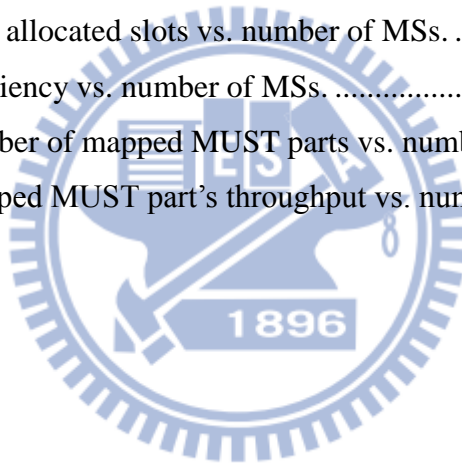 allocated slots vs. number of MSs. ..
iency vs. number of MSs. ................
ber of mapped MUST parts vs. numb
ped MUST part's throughput vs. num
E S A
1896